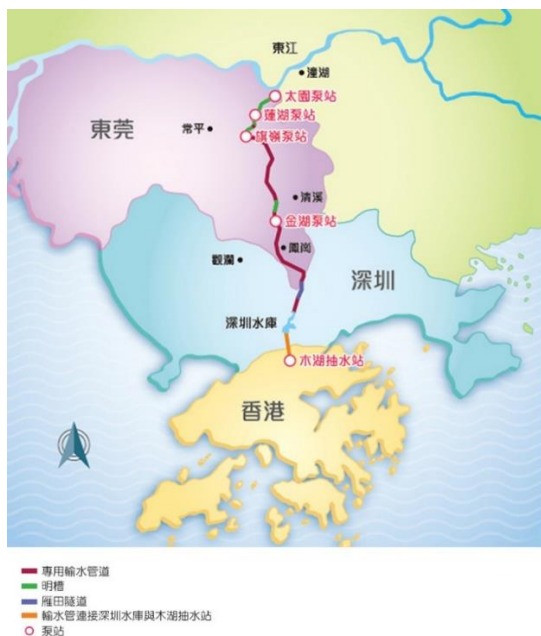 東江
潼湖
太園泵站
蓮湖泵站
東莞
常平
旗嶺泵站
清溪
金湖泵站
鳳崗
觀瀾
深圳
深圳水庫
木湖抽水站
香港
專用輸水管道
明槽
雁田隧道
輸水管連接深圳水庫與木湖抽水站
泵站